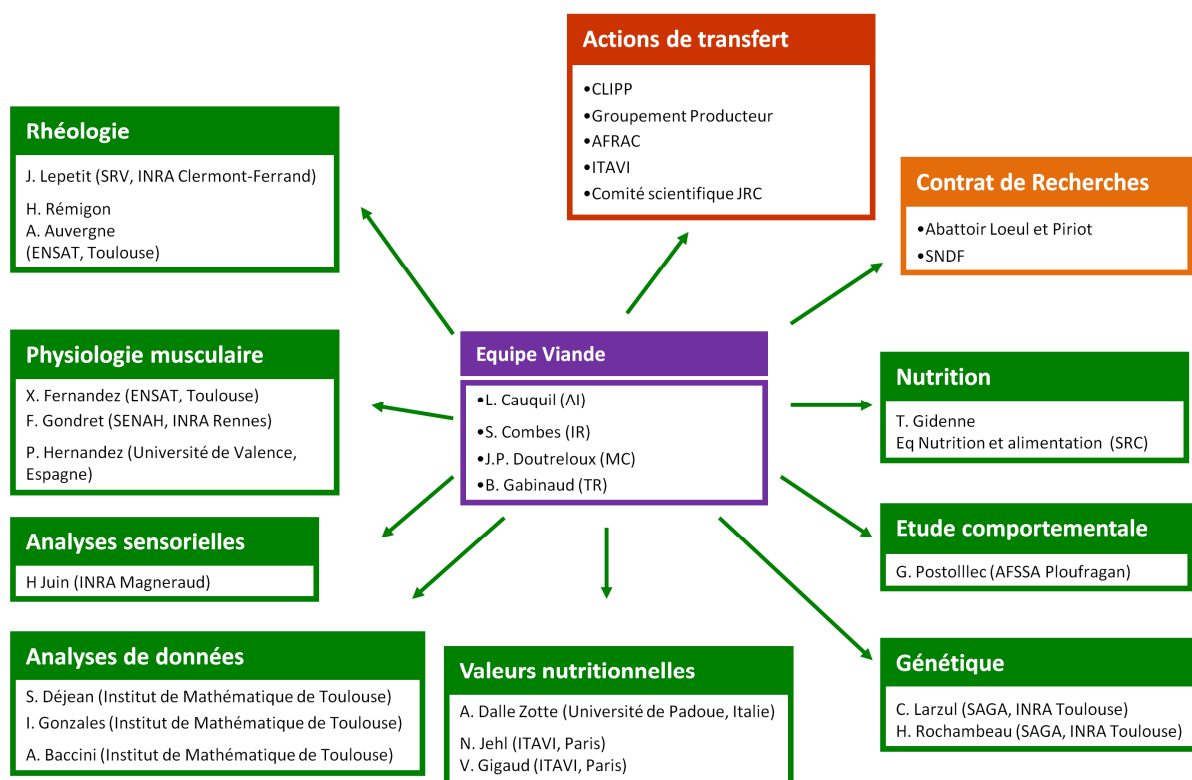 Actions de transfert
•CLIPP
•Groupement Producteur
•AFRAC
•ITAVI
•Comité scientifique JRC
Rhéologie
J. Lepetit (SRV, INRA Clermont-Ferrand)
H. Rémigon
A. Auvergne
(ENSAT, Toulouse)
Contrat de Recherches
•Abattoir Loeul et Piriot
•SNDF
Physiologie musculaire
X. Fernandez (ENSAT, Toulouse)
F. Gondret (SENAH, INRA Rennes)
P. Hernandez (Université de Valence,
Espagne)
Equipe Viande
•L. Cauquil (AI)
•S. Combes (IR)
•J.P. Doutreloux (MC)
•B. Gabinaud (TR)
Nutrition
T. Gidenne
Eq Nutrition et alimentation (SRC)
Analyses sensorielles
H Juin (INRA Magneraud)
Etude comportementale
G. Postolllec (AFSSA Ploufragan)
Analyses de données
S. Déjean (Institut de Mathématique de Toulouse)
I. Gonzales (Institut de Mathématique de Toulouse)
A. Baccini (Institut de Mathématique de Toulouse)
Valeurs nutritionnelles
A. Dalle Zotte (Université de Padoue, Italie)
N. Jehl (ITAVI, Paris)
V. Gigaud (ITAVI, Paris)
Génétique
C. Larzul (SAGA, INRA Toulouse)
H. Rochambeau (SAGA, INRA Toulouse)